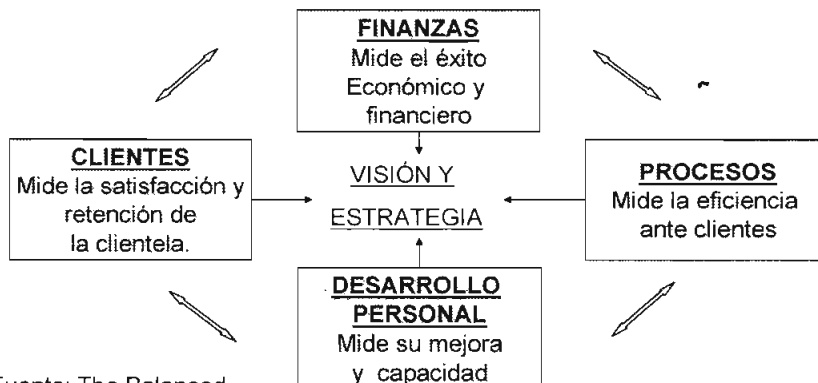 FINANZAS
Mide el éxito
Económico y
financiero
CLIENTES
Mide la satisfacción y
retención de
la clientela.
VISIÓN Y
ESTRATEGIA
PROCESOS
Mide la eficiencia
ante clientes
DESARROLLO
PERSONAL
Mide su mejora
y capacidad
The Balanced